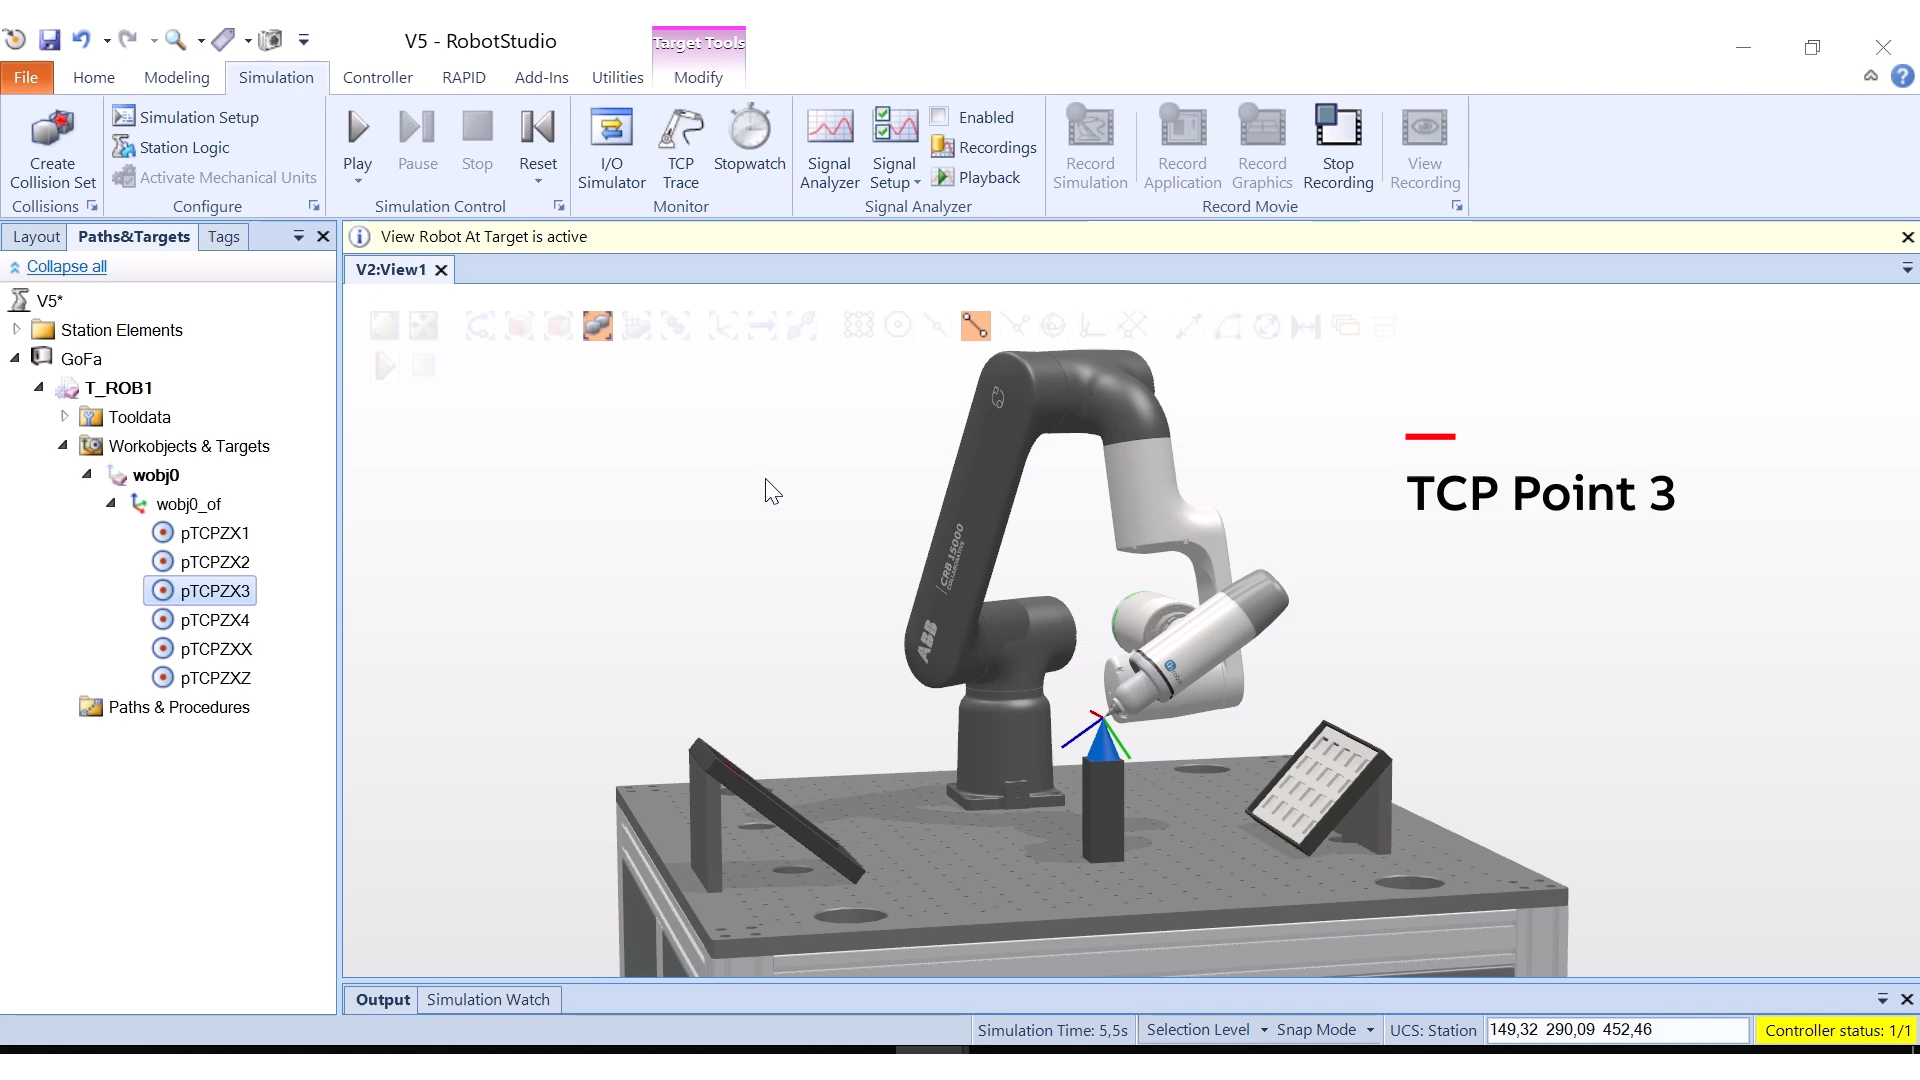 V5 - RobotStudio
Target Tools
File
Home
Modeling
Simulation
Controller
RAPID
Add-Ins
Utilities
Modify
Create
Collision Set
Collisions
Simulation Setup
Station Logic
Activate Mechanical Units
Configure
Play
Pause
Stop
Reset
Simulation Control
I/O
Simulator
TCP
Trace
Stopwatch
Monitor
Signal
Analyzer
Signal
Setup
Enabled
Recordings
Playback
Signal Analyzer
Record
Simulation
Record
Application
Record
Graphics
Stop
Recording
View
Recording
Record Movie
Layout
Paths&Targets
Tags
View Robot At Target is active
Collapse all
V2:View1
V5*
Station Elements
GoFa
T_ROB1
Tooldata
Workobjects & Targets
wobj0
wobj0_of
pTCPZX1
pTCPZX2
pTCPZX3
pTCPZX4
pTCPZXX
pTCPZXZ
Paths & Procedures
TCP Point 3
CRB 15000
COLLABORATIVE
ABB
Output
Simulation Watch
Simulation Time: 5,5s
Selection Level
Snap Mode
UCS: Station
149,32 290,09 452,46
Controller status: 1/1